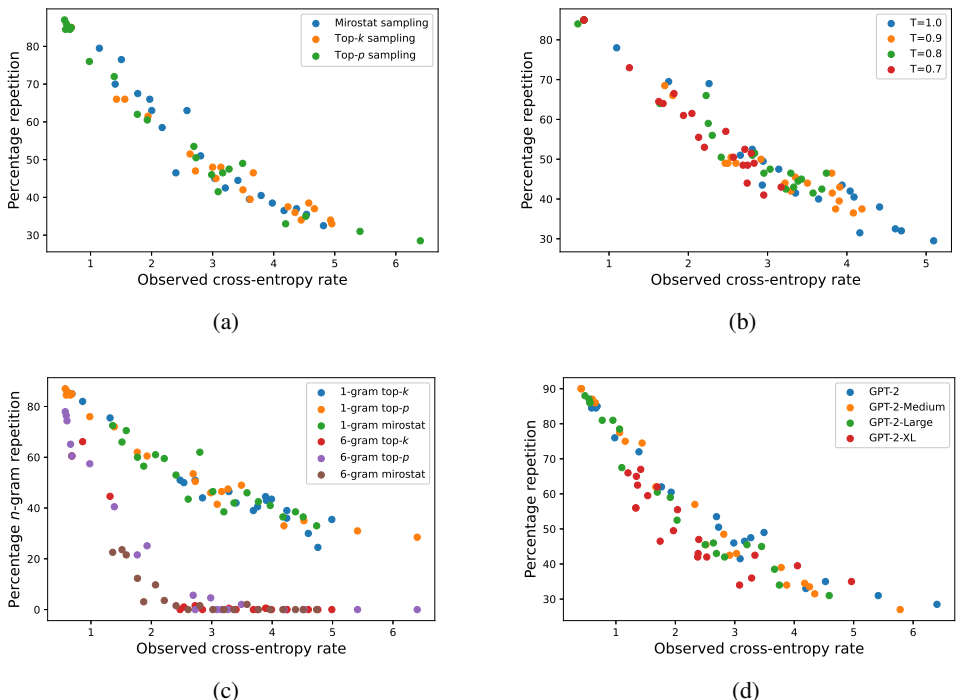 Mirostat sampling
Top-k sampling
Top-p sampling
Percentage repetition
80
70
60
50
40
30
1 2 3 4 5 6
Observed cross-entropy rate
(a)
T=1.0
T=0.9
T=0.8
T=0.7
Percentage repetition
80
70
60
50
40
30
1 2 3 4 5
Observed cross-entropy rate
(b)
1-gram top-k
1-gram top-p
1-gram mirostat
6-gram top-k
6-gram top-p
6-gram mirostat
Percentage n-gram repetition
80
60
40
20
0
1 2 3 4 5 6
Observed cross-entropy rate
(c)
GPT-2
GPT-2-Medium
GPT-2-Large
GPT-2-XL
Percentage repetition
90
80
70
60
50
40
30
1 2 3 4 5 6
Observed cross-entropy rate
(d)